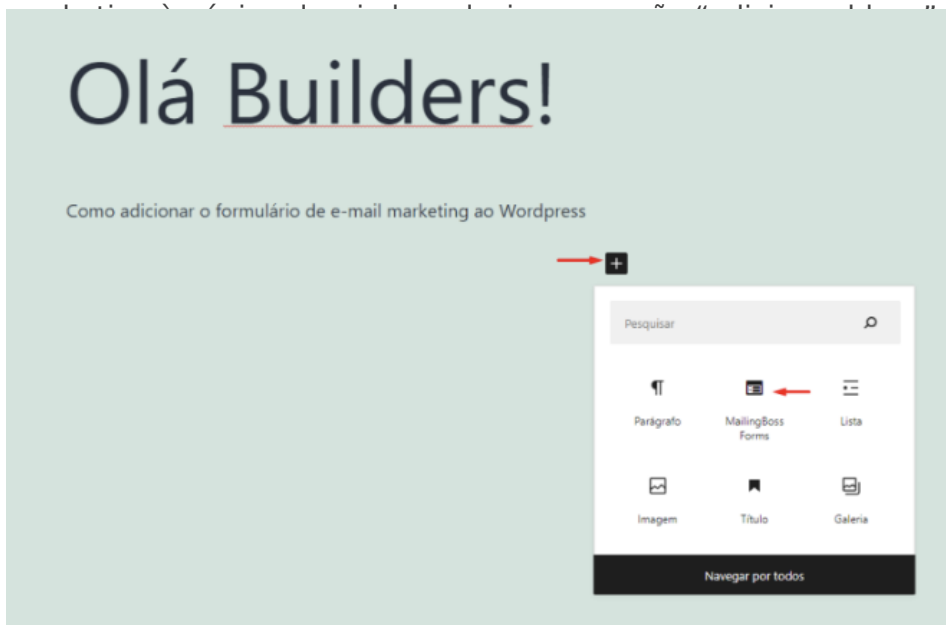 Olá Builders!
Como adicionar o formulário de e-mail marketing ao Wordpress
Pesquisar
Parágrafo
MailingBoss
Forms
Lista
Imagem
Título
Galeria
Navegar por todos